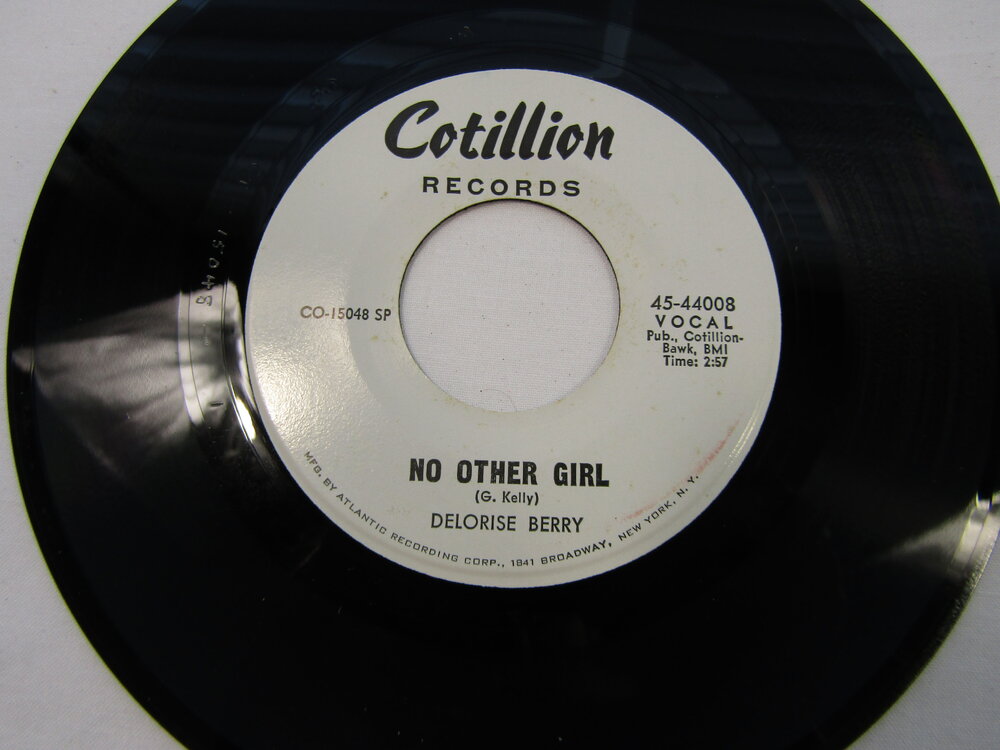 Cotillion
RECORDS
CO-15048 SP
45-44008
VOCAL
Pub., Cotillion-
Bawk, BMI
Time: 2:57
NO OTHER GIRL
(G. Kelly)
DELORISE BERRY
MFG. BY ATLANTIC RECORDING CORP., 1841 BROADWAY, NEW YORK, N. Y.
15048